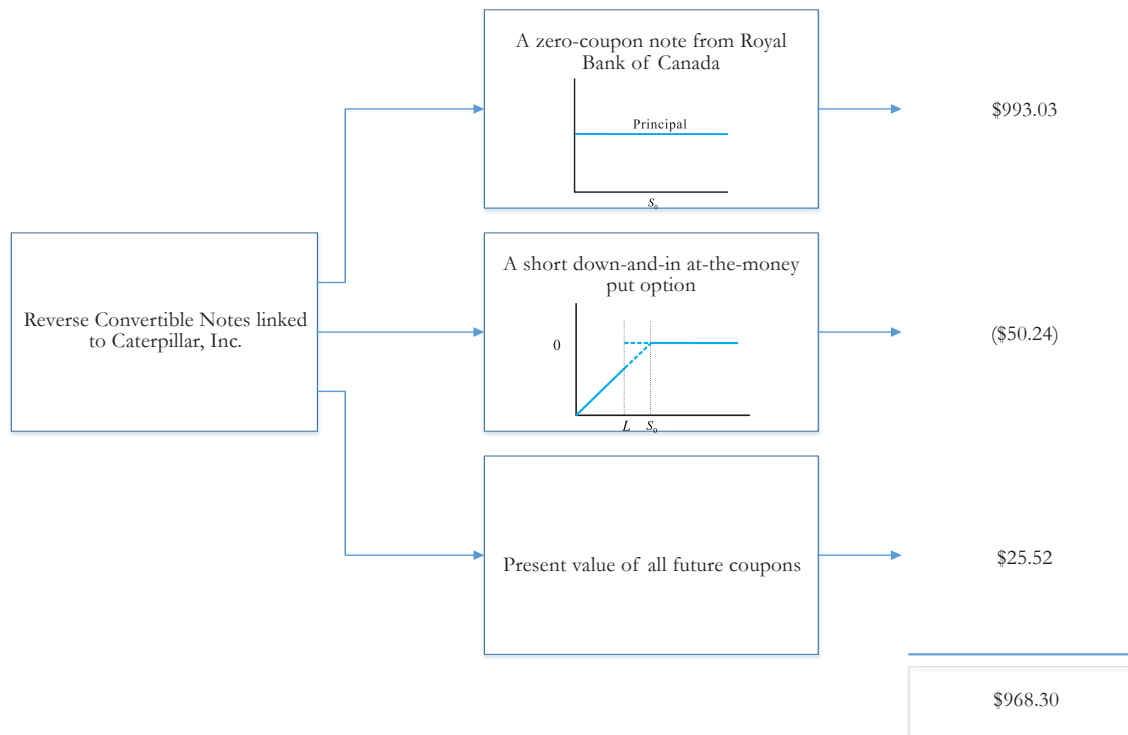 A zero-coupon note from Royal
Bank of Canada
Principal
S₀
$993.03
Reverse Convertible Notes linked
to Caterpillar, Inc.
A short down-and-in at-the-money
put option
0
L S₀
($50.24)
Present value of all future coupons
$25.52
$968.30